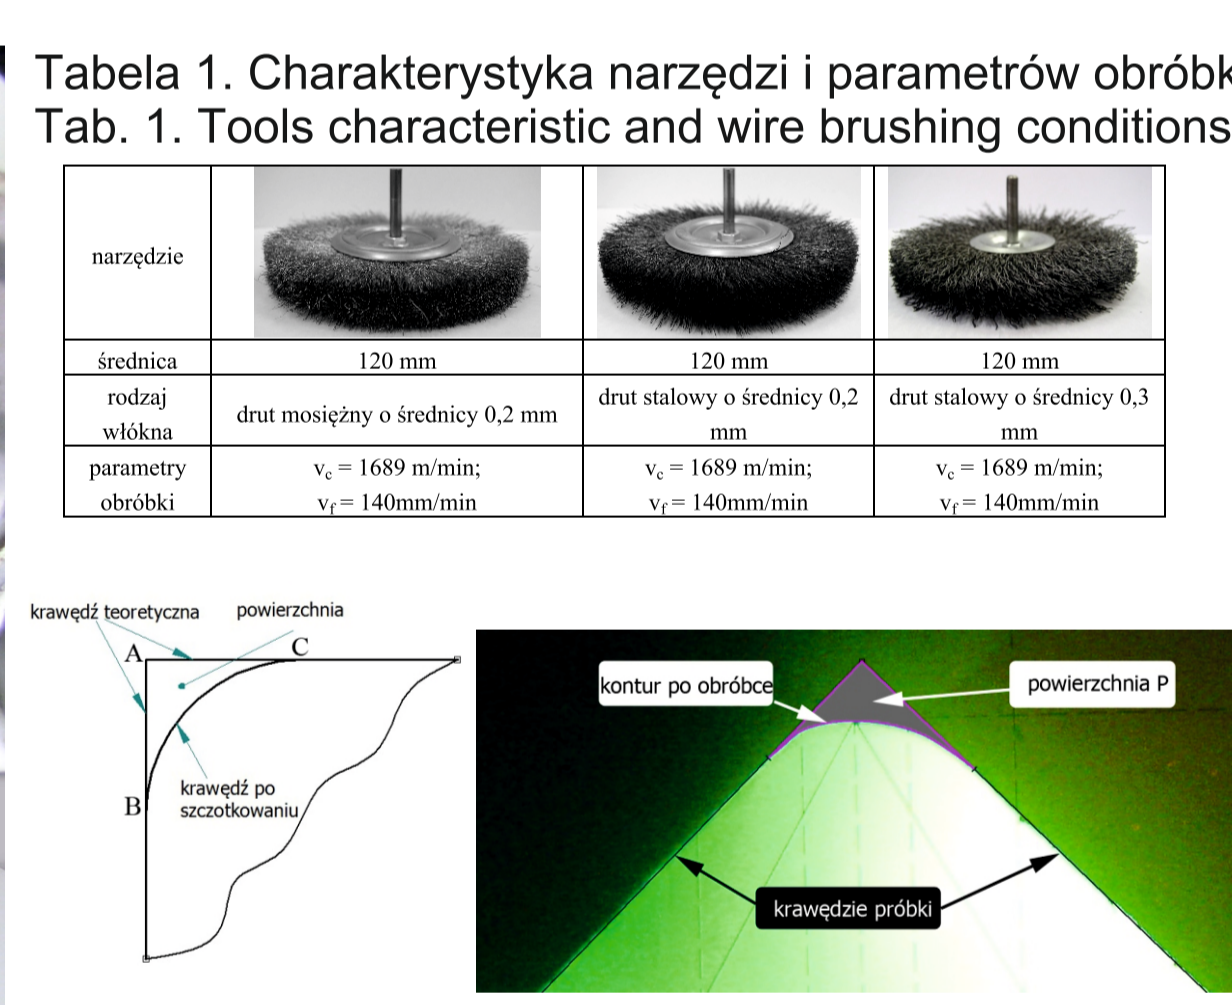 Tabela 1. Charakterystyka narzędzi i parametrów obróbk
Tab. 1. Tools characteristic and wire brushing conditions
narzędzie
średnica
120 mm
120 mm
120 mm
rodzaj
włókna
drut mosiężny o średnicy 0,2 mm
drut stalowy o średnicy 0,2
mm
drut stalowy o średnicy 0,3
mm
parametry
obróbki
vc = 1689 m/min;
vf = 140mm/min
vc = 1689 m/min;
vf = 140mm/min
vc = 1689 m/min;
vf = 140mm/min
krawędź teoretyczna
powierzchnia
A
C
krawędź po
szczotkowaniu
B
kontur po obróbce
powierzchnia P
krawędzie próbki